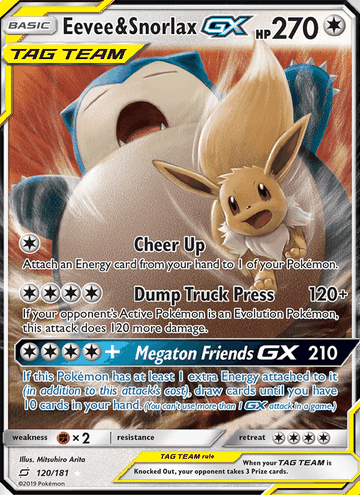 BASIC Eevee&Snorlax GX HP 270
TAG TEAM
Cheer Up
Attach an Energy card from your hand to 1 of your Pokémon.
Dump Truck Press 120+
If your opponent's Active Pokémon is an Evolution Pokémon,
this attack does 120 more damage.
+ Megaton Friends GX 210
If this Pokémon has at least 1 extra Energy attached to it
(in addition to this attack's cost), draw cards until you have
10 cards in your hand. (You can't use more than 1 GX attack in a game.)
weakness × 2 resistance retreat
Illus. Mitsuhiro Arita
120/181
©2019 Pokémon
TAG TEAM rule
When your TAG TEAM is
Knocked Out, your opponent takes 3 Prize cards.